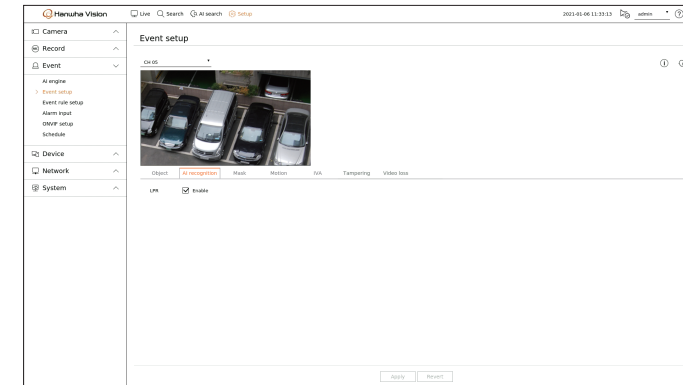 Hanwha Vision
Live Search AI search Setup
2021-01-06 11:33:13 admin
Camera
Record
Event
AI engine
Event setup
Event rule setup
Alarm input
ONVIF setup
Schedule
Device
Network
System
Event setup
CH 05
Object AI recognition Mask Motion IVA Tampering Video loss
LPR Enable
Apply Revert